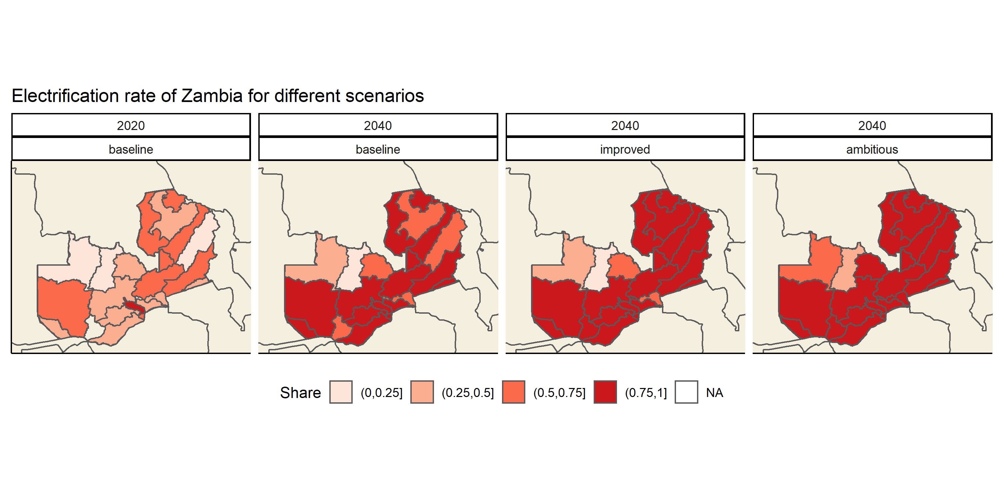 Electrification rate of Zambia for different scenarios
2020 2040 2040 2040
baseline baseline improved ambitious
Share (0,0.25] (0.25,0.5] (0.5,0.75] (0.75,1] NA